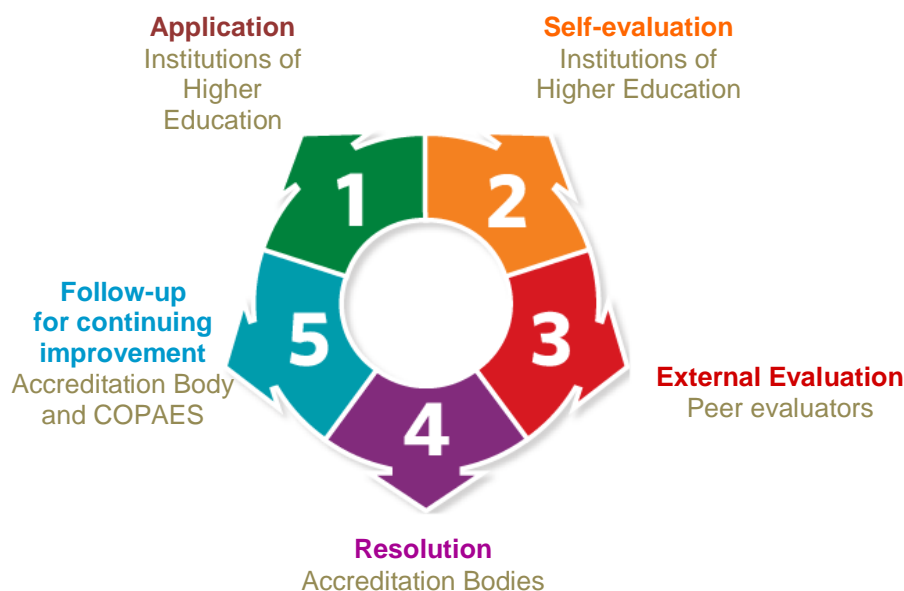 Application
Institutions of
Higher
Education
Self-evaluation
Institutions of
Higher Education
1
2
3
4
5
External Evaluation
Peer evaluators
Resolution
Accreditation Bodies
Follow-up
for continuing
improvement
Accreditation Body
and COPAES